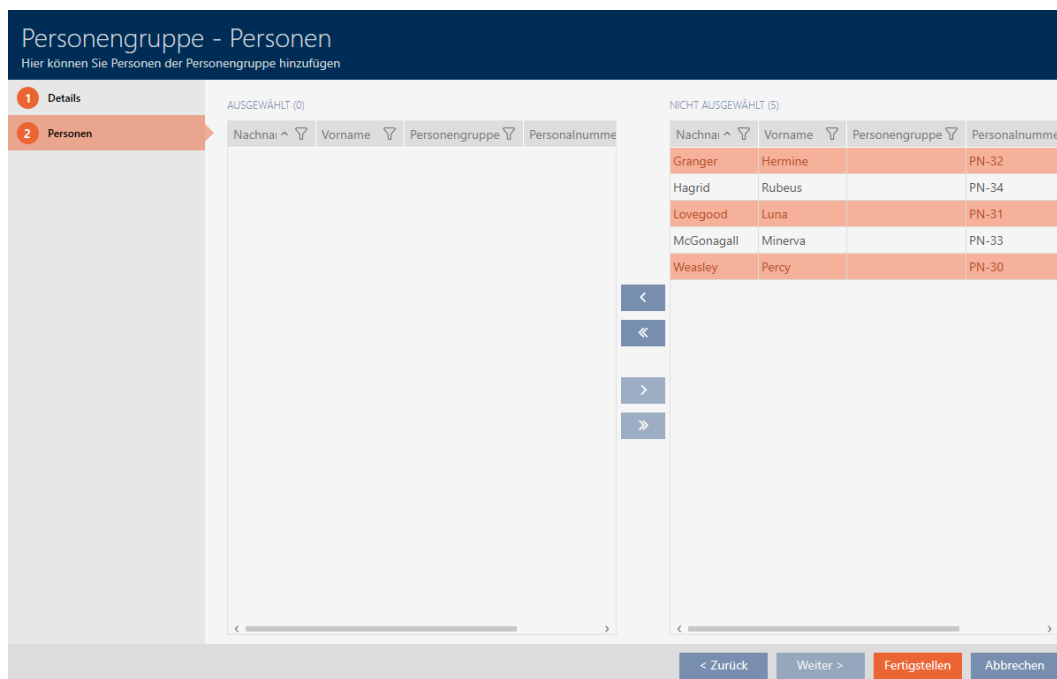 Personengruppe - Personen
Hier können Sie Personen der Personengruppe hinzufügen
1 Details
2 Personen
AUSGEWÄHLT (0)
Nachnai Vorname Personengruppe Personalnumme
NICHT AUSGEWÄHLT (5)
Nachnai Vorname Personengruppe Personalnumme
Granger Hermine PN-32
Hagrid Rubeus PN-34
Lovegood Luna PN-31
McGonagall Minerva PN-33
Weasley Percy PN-30
< Zurück Weiter > Fertigstellen Abbrechen